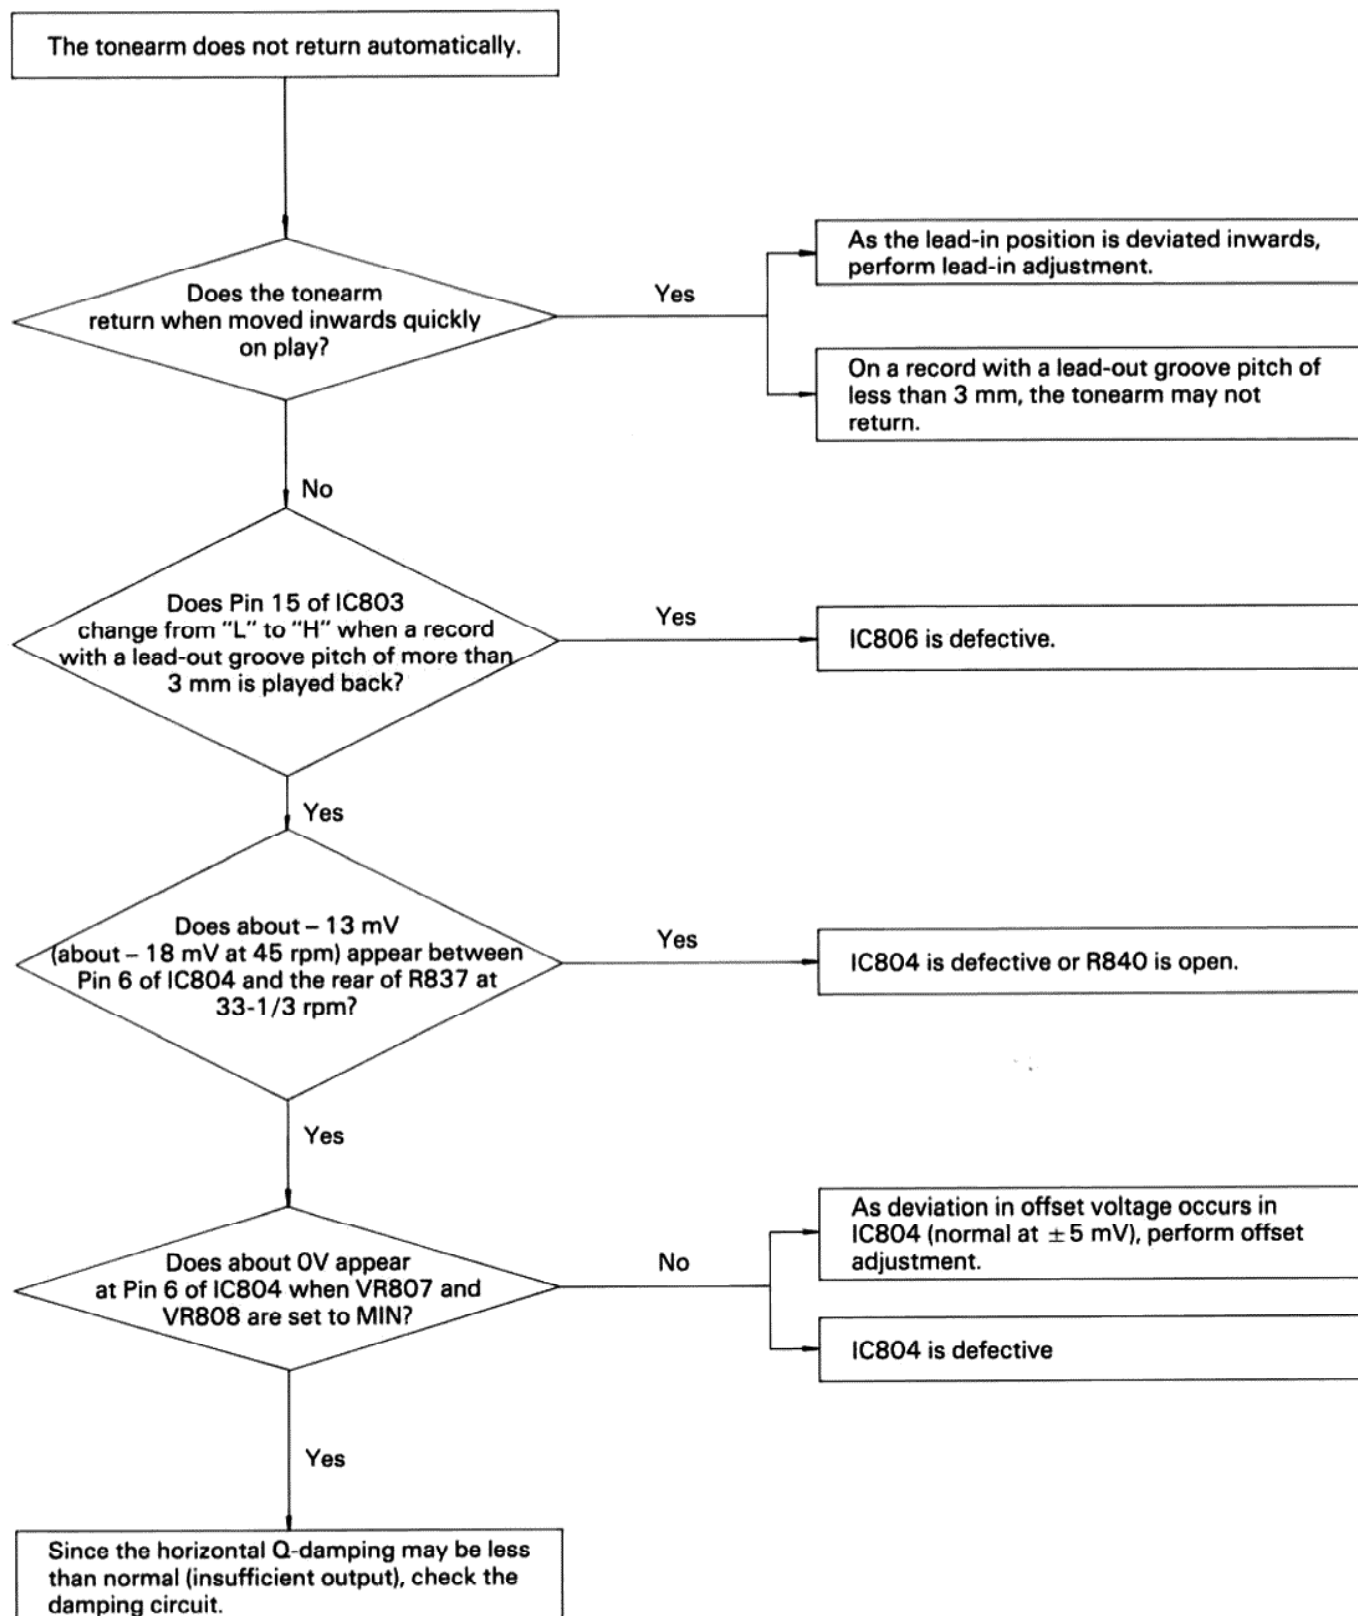 The tonearm does not return automatically.
Does the tonearm
return when moved inwards quickly
on play?
Yes
As the lead-in position is deviated inwards,
perform lead-in adjustment.
On a record with a lead-out groove pitch of
less than 3 mm, the tonearm may not
return.
No
Does Pin 15 of IC803
change from "L" to "H" when a record
with a lead-out groove pitch of more than
3 mm is played back?
Yes
IC806 is defective.
Yes
Does about – 13 mV
(about – 18 mV at 45 rpm) appear between
Pin 6 of IC804 and the rear of R837 at
33-1/3 rpm?
Yes
IC804 is defective or R840 is open.
Yes
Does about 0V appear
at Pin 6 of IC804 when VR807 and
VR808 are set to MIN?
No
As deviation in offset voltage occurs in
IC804 (normal at ±5 mV), perform offset
adjustment.
IC804 is defective
Yes
Since the horizontal Q-damping may be less
than normal (insufficient output), check the
damping circuit.